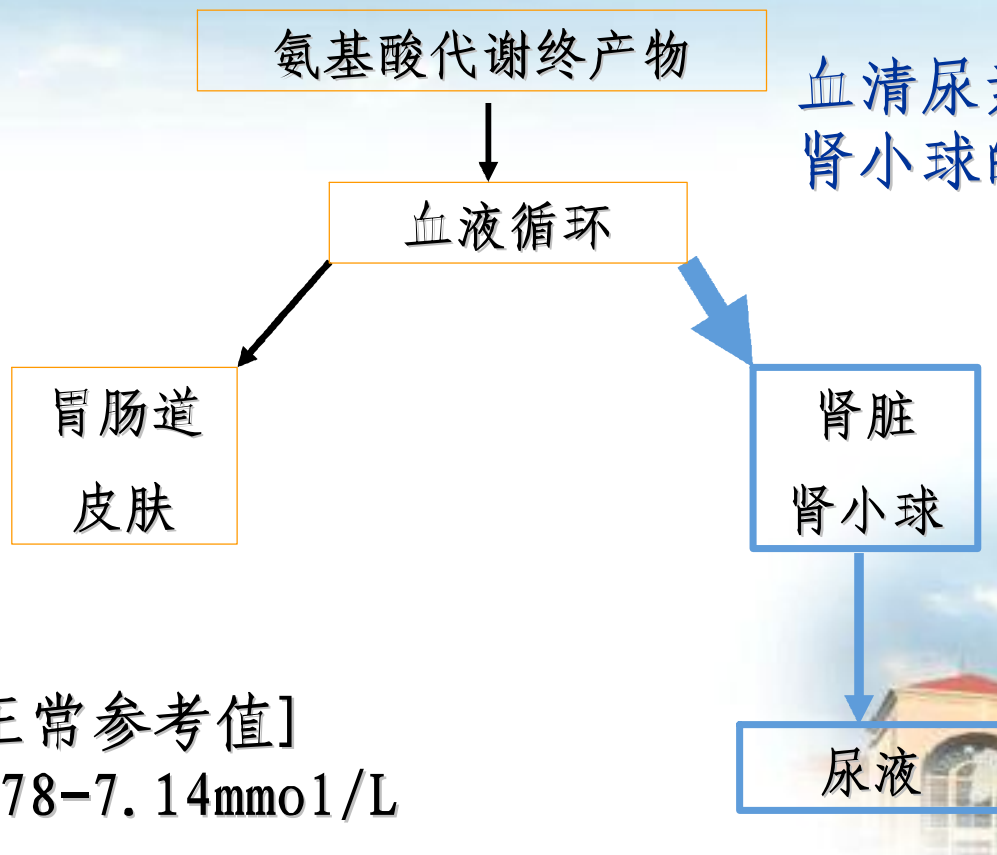 氨基酸代谢终产物
血清尿
肾小球
血液循环
胃肠道
皮肤
肾脏
肾小球
正常参考值]
78-7.14mmol/L
尿液